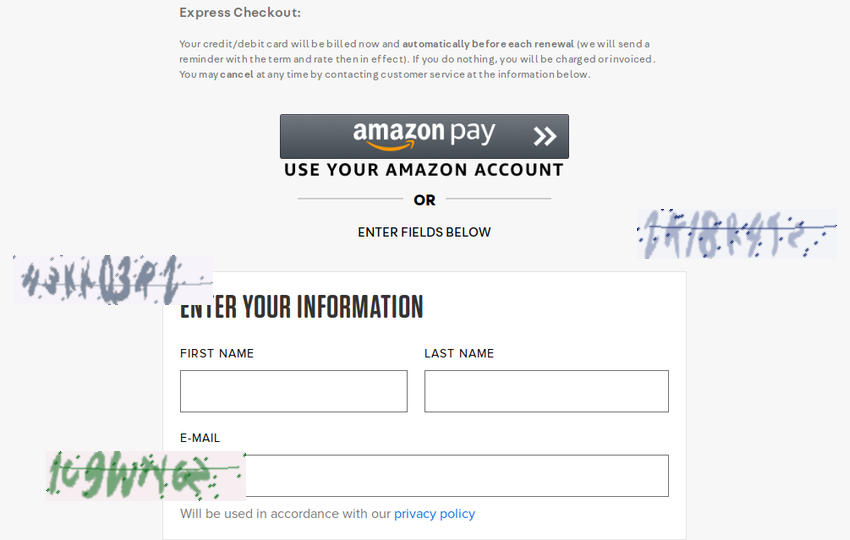 Express Checkout:
Your credit/debit card will be billed now and automatically before each renewal (we will send a
reminder with the term and rate then in effect). If you do nothing, you will be charged or invoiced.
You may cancel at any time by contacting customer service at the information below.
amazon pay
USE YOUR AMAZON ACCOUNT
OR
ENTER FIELDS BELOW
ENTER YOUR INFORMATION
FIRST NAME
LAST NAME
E-MAIL
Will be used in accordance with our privacy policy